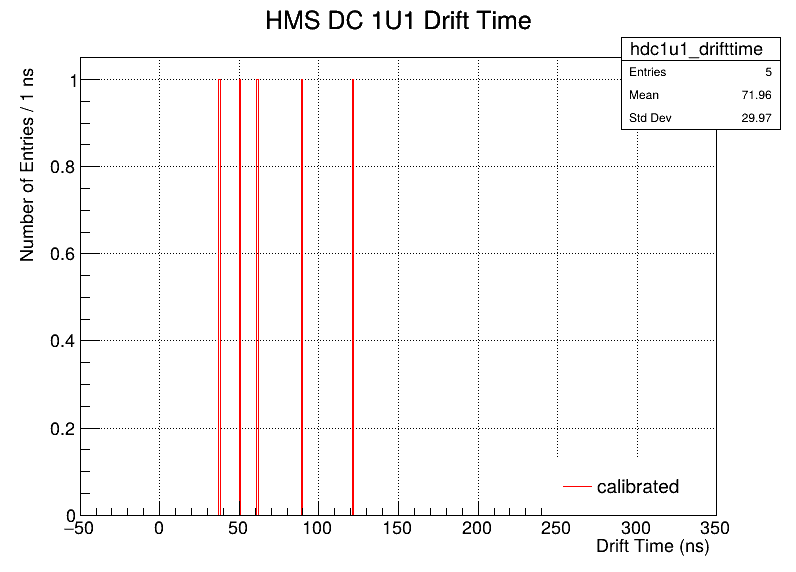 HMS DC 1U1 Drift Time
hdc1u1_drifttime
Entries 5
Mean 71.96
Std Dev 29.97
Number of Entries / 1 ns
1
0.8
0.6
0.4
0.2
0
−50 0 50 100 150 200 250 300 350
Drift Time (ns)
calibrated